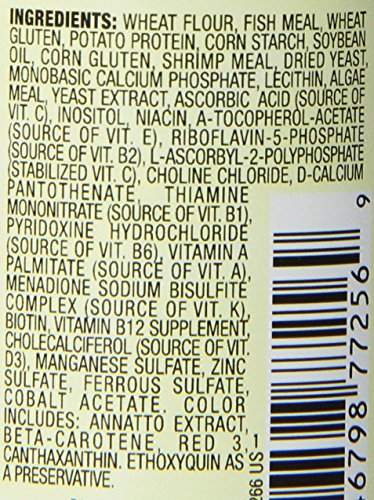 INGREDIENTS: WHEAT FLOUR, FISH MEAL, WHEAT
GLUTEN, POTATO PROTEIN, CORN STARCH, SOYBEAN
OIL, CORN GLUTEN, SHRIMP MEAL, DRIED YEAST,
MONOBASIC CALCIUM PHOSPHATE, LECITHIN, ALGAE
MEAL, YEAST EXTRACT, ASCORBIC ACID (SOURCE OF
VIT. C), INOSITOL, NIACIN, A-TOCOPHEROL-ACETATE
(SOURCE OF VIT. E), RIBOFLAVIN-5-PHOSPHATE
(SOURCE OF VIT. B2), L-ASCORBYL-2-POLYPHOSPHATE
(STABILIZED VIT. C), CHOLINE CHLORIDE, D-CALCIUM
PANTOTHENATE, THIAMINE
MONONITRATE (SOURCE OF VIT. B1),
PYRIDOXINE HYDROCHLORIDE
(SOURCE OF VIT. B6), VITAMIN A
PALMITATE (SOURCE OF VIT. A),
MENADIONE SODIUM BISULFITE
COMPLEX (SOURCE OF VIT. K),
BIOTIN, VITAMIN B12 SUPPLEMENT,
CHOLECALCIFEROL (SOURCE OF VIT.
D3), MANGANESE SULFATE, ZINC
SULFATE, FERROUS SULFATE,
COBALT ACETATE. COLOR
INCLUDES: ANNATTO EXTRACT,
BETA-CAROTENE, RED 3,
CANTHAXANTHIN. ETHOXYQUIN AS
A PRESERVATIVE.
266 US
46798 77256 9